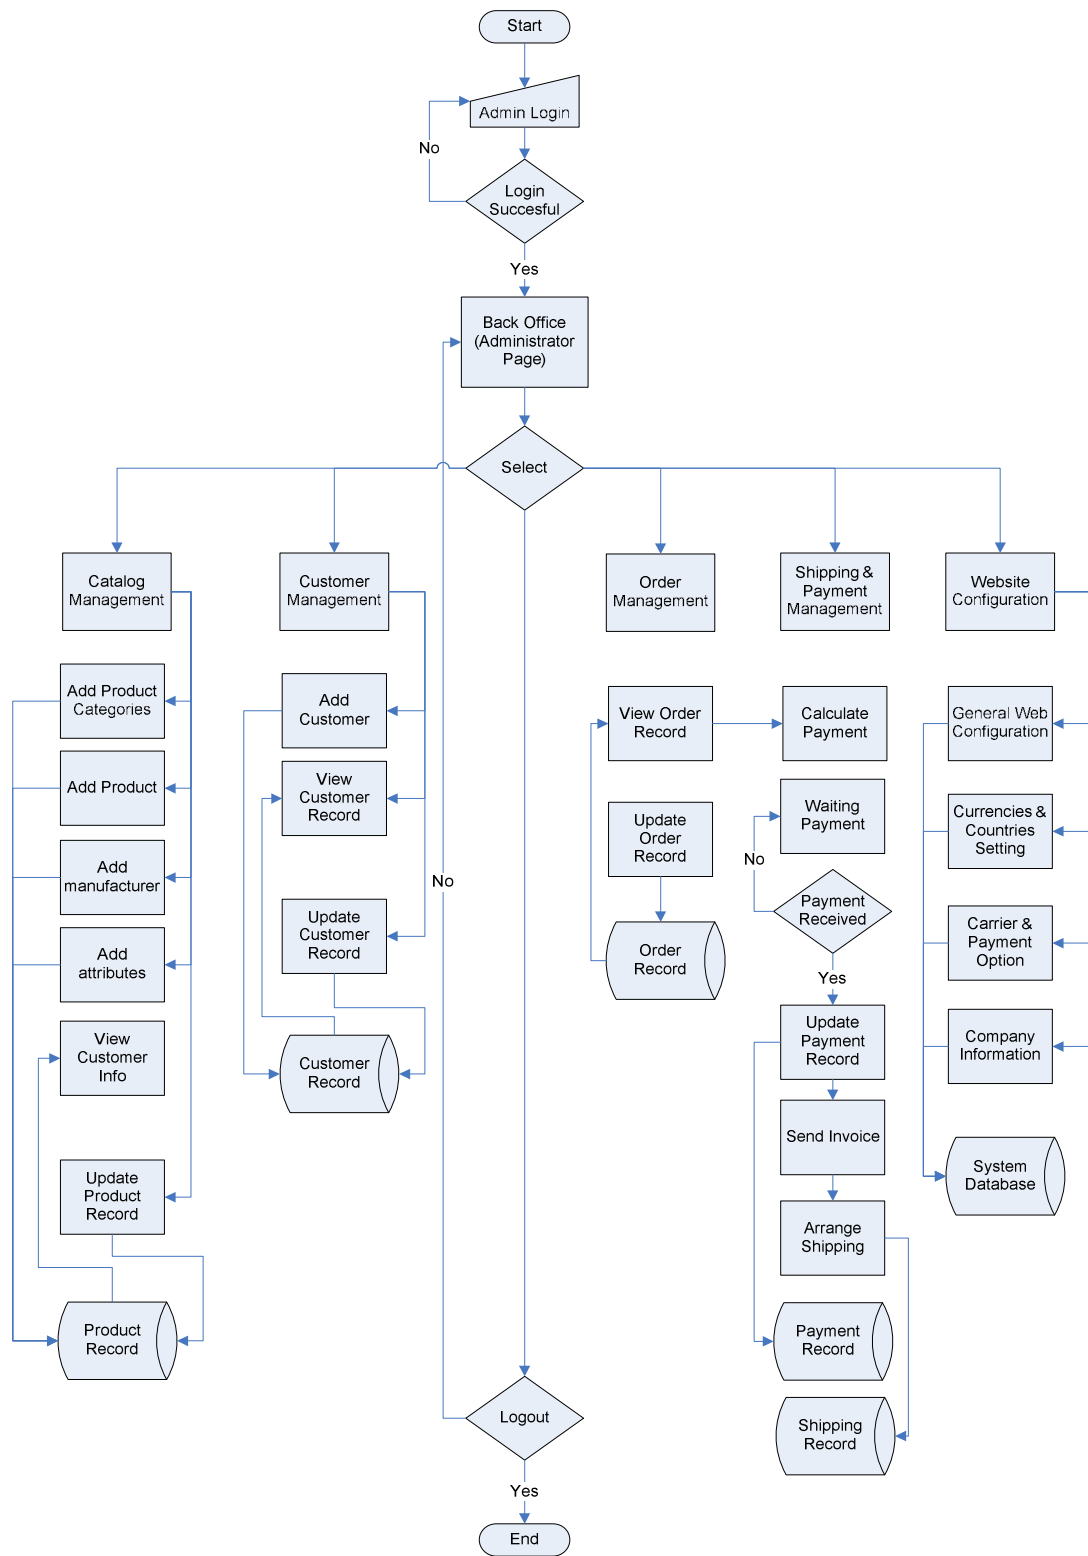 Start
Admin Login
No
Login
Succesful
Yes
Back Office
(Administrator
Page)
Select
Catalog
Management
Customer
Management
Order
Management
Shipping &
Payment
Management
Website
Configuration
Add Product
Categories
Add Product
Add
manufacturer
Add
attributes
View
Customer
Info
Update
Product
Record
Product
Record
Add
Customer
View
Customer
Record
Update
Customer
Record
Customer
Record
No
View Order
Record
Update
Order
Record
Order
Record
Calculate
Payment
Waiting
Payment
No
Payment
Received
Yes
Update
Payment
Record
Send Invoice
Arrange
Shipping
Payment
Record
Shipping
Record
General Web
Configuration
Currencies &
Countries
Setting
Carrier &
Payment
Option
Company
Information
System
Database
Logout
Yes
End